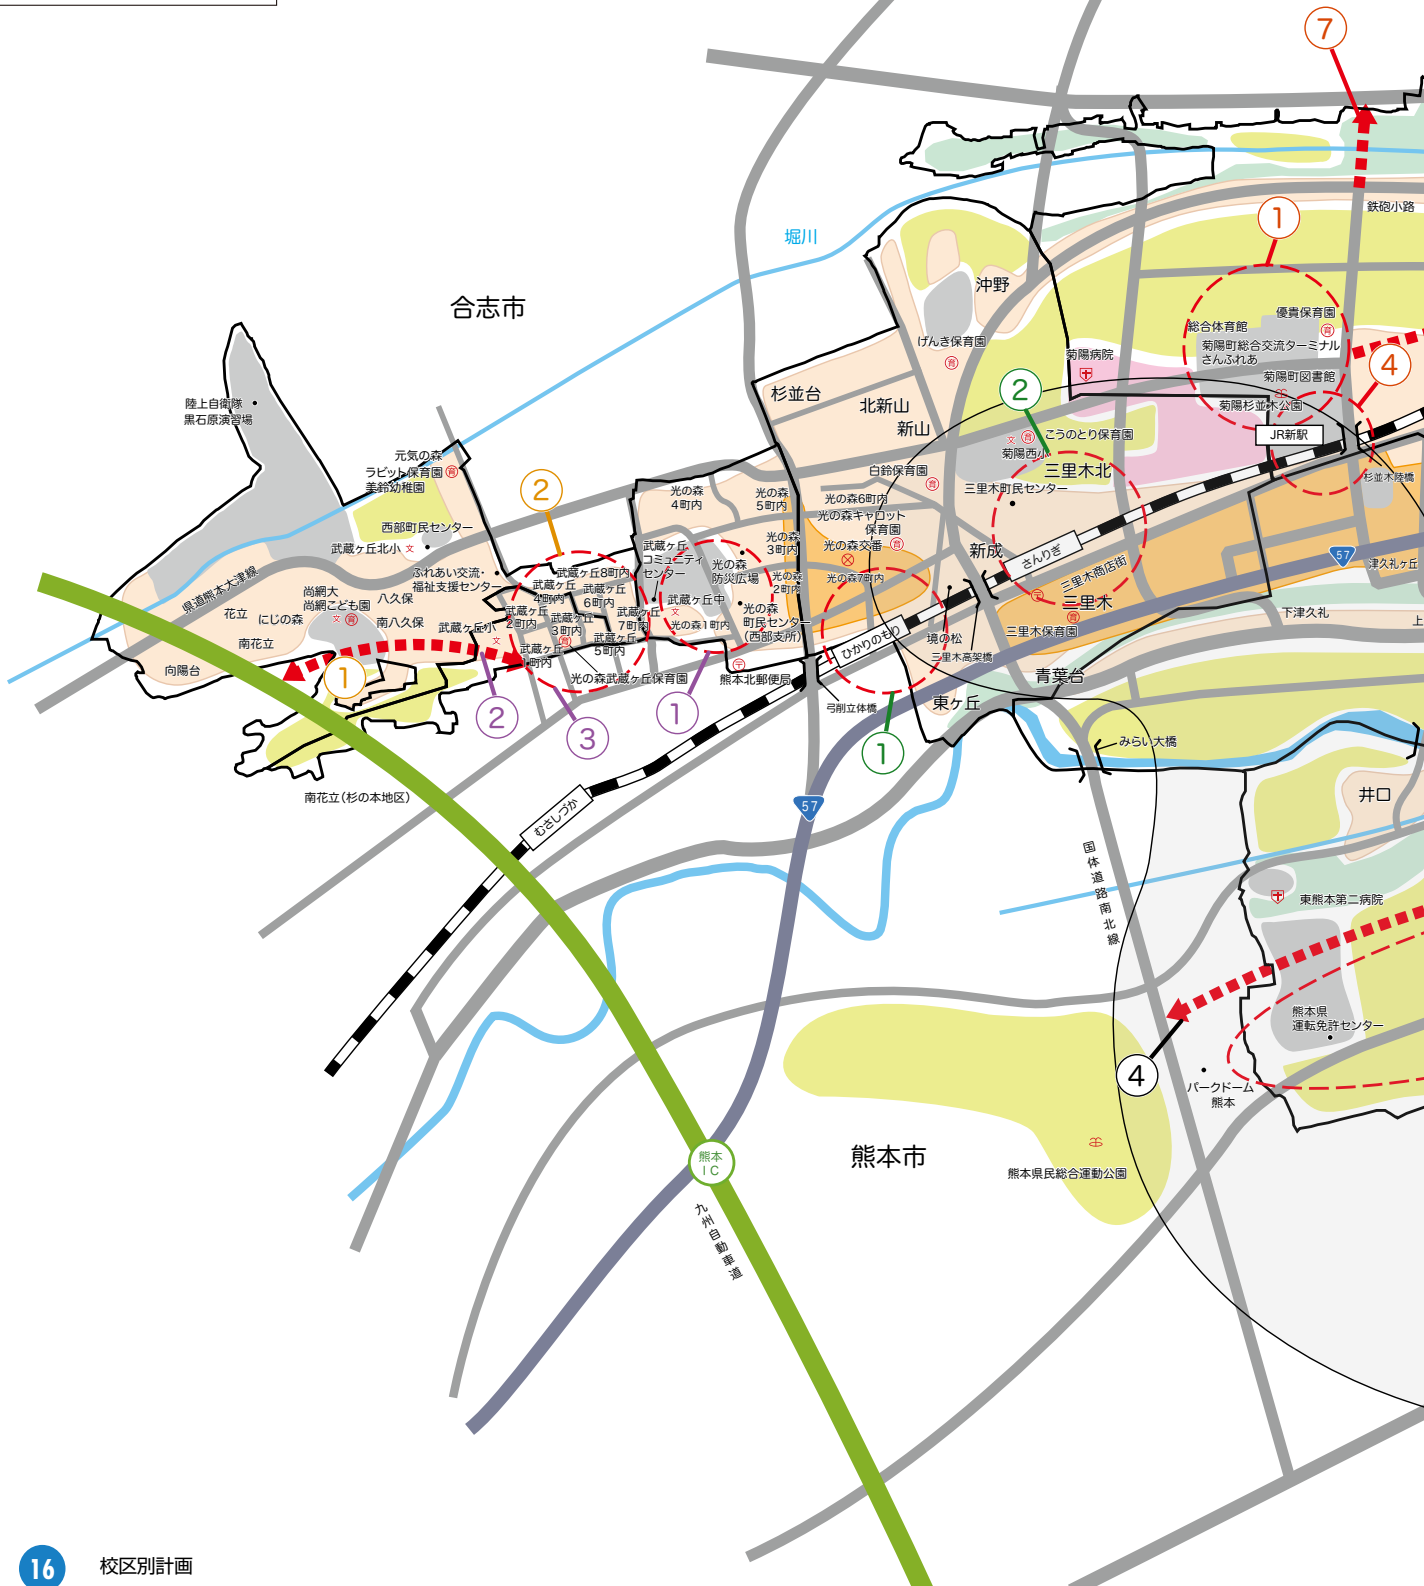 7
鉄砲小路
1
堀川
沖野
合志市
優貴保育園
育
総合体育館
菊陽町総合交流ターミナル
さんふれあ
げんき保育園
育
菊陽病院
4
菊陽町図書館
2
杉並台
北新山
新山
菊陽杉並木公園
陸上自衛隊
黒石原演習場
JR新駅
文
育
こうのとり保育園
菊陽西小
元気の森
ラビット保育園
育
美鈴幼稚園
白鈴保育園
育
三里木北
杉並木陸橋
2
光の森
4町内
光の森
5町内
光の森6町内
三里木町民センター
光の森キャロット
保育園
育
西部町民センター
武蔵ヶ丘北小
文
光の森
3町内
光の森交番
武蔵ヶ丘
コミュニティ
センター
新成
さんりぎ
57
津久礼ヶ丘
県道熊本大津線
ふれあい交流・
福祉支援センター
武蔵ヶ丘8町内
光の森
防災広場
光の森
2町内
光の森7町内
三里木商店街
尚絅大
尚絅こども園
文
育
八久保
武蔵ヶ丘
4町内
武蔵ヶ丘
6町内
武蔵ヶ丘中
文
三里木
花立
にじの森
南八久保
武蔵ヶ丘
2町内
武蔵ヶ丘
3町内
武蔵ヶ丘
7町内
光の森1町内
光の森
町民センター
(西部支所)
下津久礼
上
南花立
武蔵ヶ丘小
文
武蔵ヶ丘
5町内
育
ひかりのもり
境の松
三里木保育園
育
武蔵ヶ丘
1町内
三里木高架橋
向陽台
1
光の森武蔵ヶ丘保育園
熊本北郵便局
青葉台
2
3
1
弓削立体橋
東ヶ丘
1
みらい大橋
南花立(杉の本地区)
むさしづか
57
井口
国体道路南北線
東熊本第二病院
熊本県
運転免許センター
4
パークドーム
熊本
熊本市
熊本県民総合運動公園
熊本
IC
九州自動車道
16
校区別計画